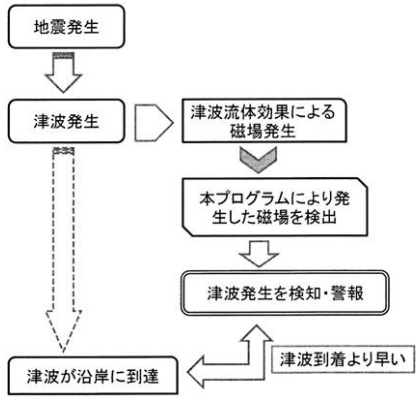 地震発生
津波発生
津波流体効果による
磁場発生
本プログラムにより発
生した磁場を検出
津波発生を検知・警報
津波到着より早い
津波が沿岸に到達